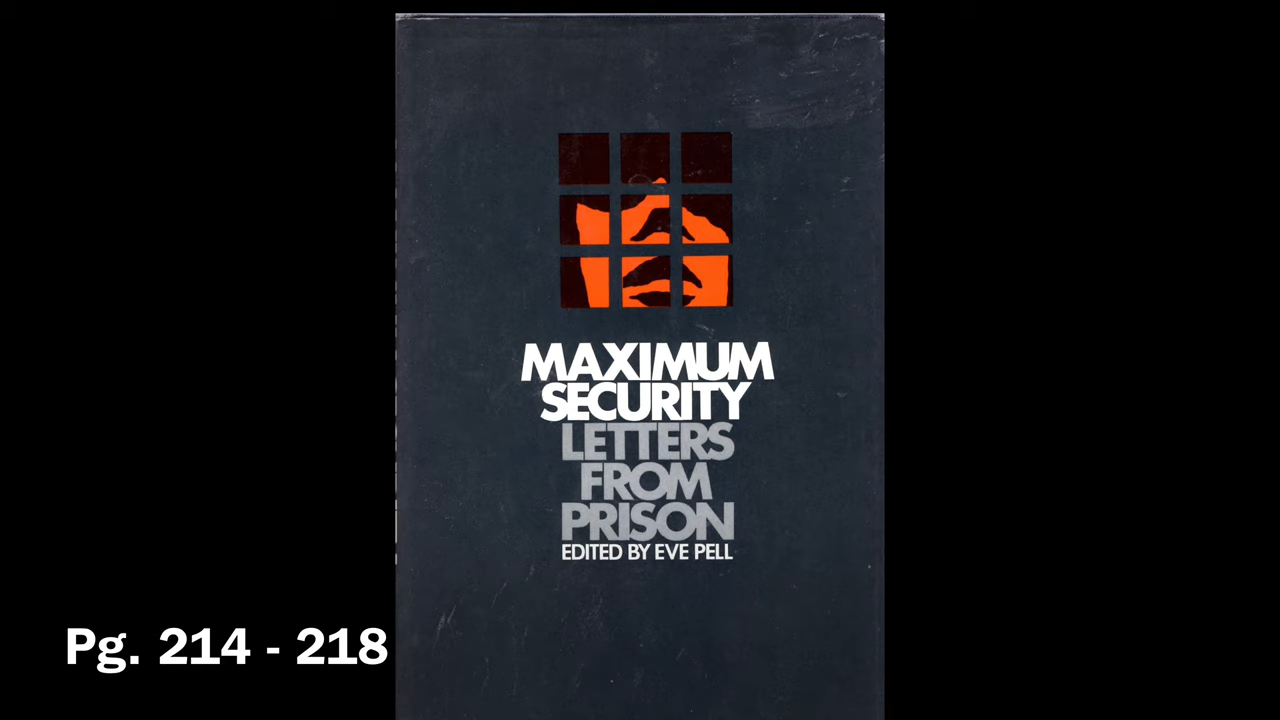 MAXIMUM
SECURITY
LETTERS
FROM
PRISON
EDITED BY EVE PELL
Pg. 214 - 218